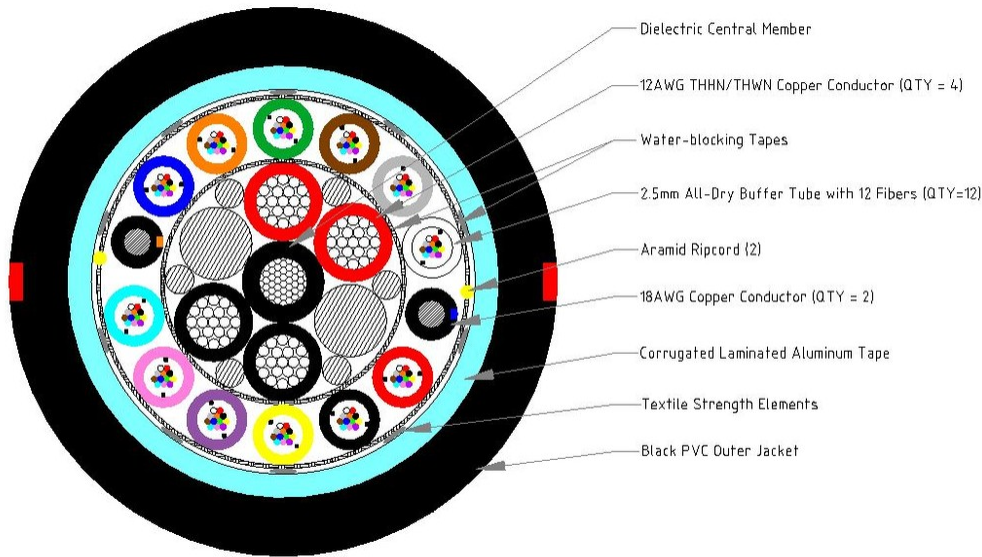 Dielectric Central Member
12AWG THHN/THWN Copper Conductor (QTY = 4)
Water-blocking Tapes
2.5mm All-Dry Buffer Tube with 12 Fibers (QTY=12)
Aramid Ripcord (2)
18AWG Copper Conductor (QTY = 2)
Corrugated Laminated Aluminum Tape
Textile Strength Elements
Black PVC Outer Jacket